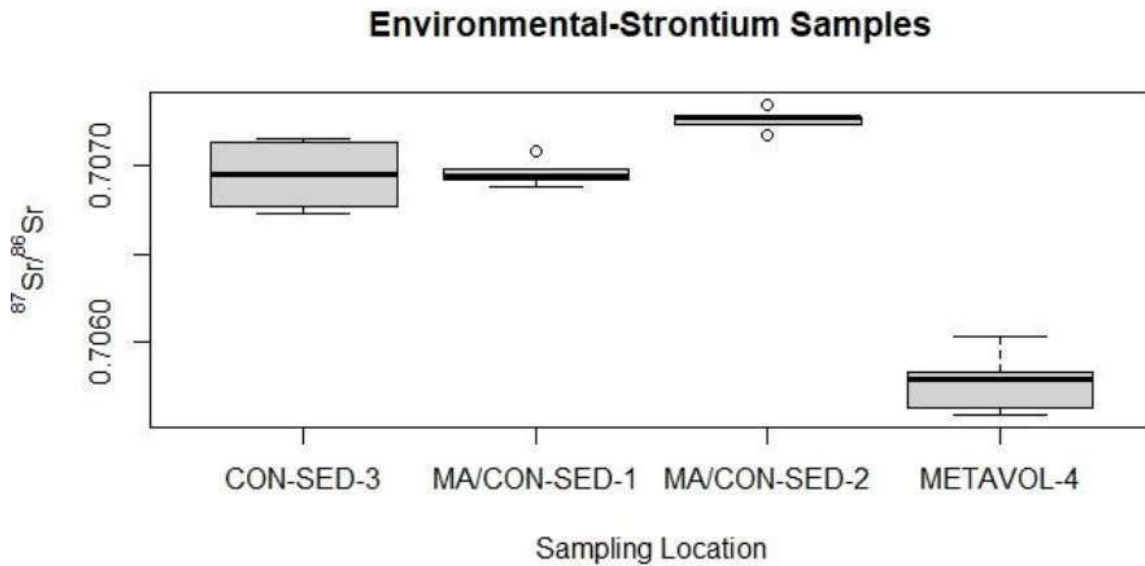 Environmental-Strontium Samples
⁸⁷Sr/⁸⁶Sr
0.7070
0.7060
CON-SED-3 MA/CON-SED-1 MA/CON-SED-2 METAVOL-4
Sampling Location